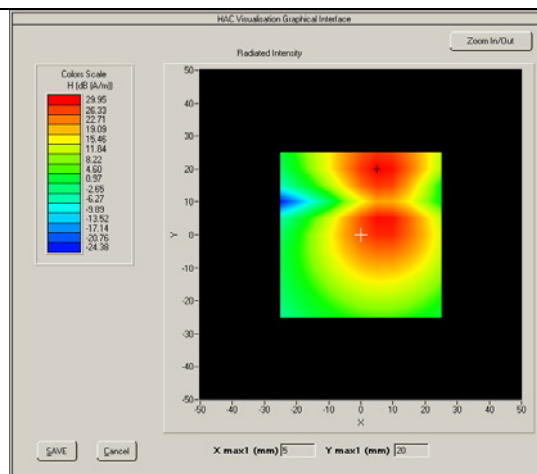 HAC Visualisation Graphical Interface
Zoom In/Out
Radiated Intensity
Colors Scale
H (dB (A/m))
29.95
26.33
22.71
19.09
15.46
11.84
8.22
4.60
0.97
-2.65
-6.27
-9.89
-13.52
-17.14
-20.76
-24.38
50
40
30
20
10
0
-10
-20
-30
-40
-50
Y
-50 -40 -30 -20 -10 0 10 20 30 40 50
X
X max1 (mm) 5 Y max1 (mm) 20
SAVE Cancel